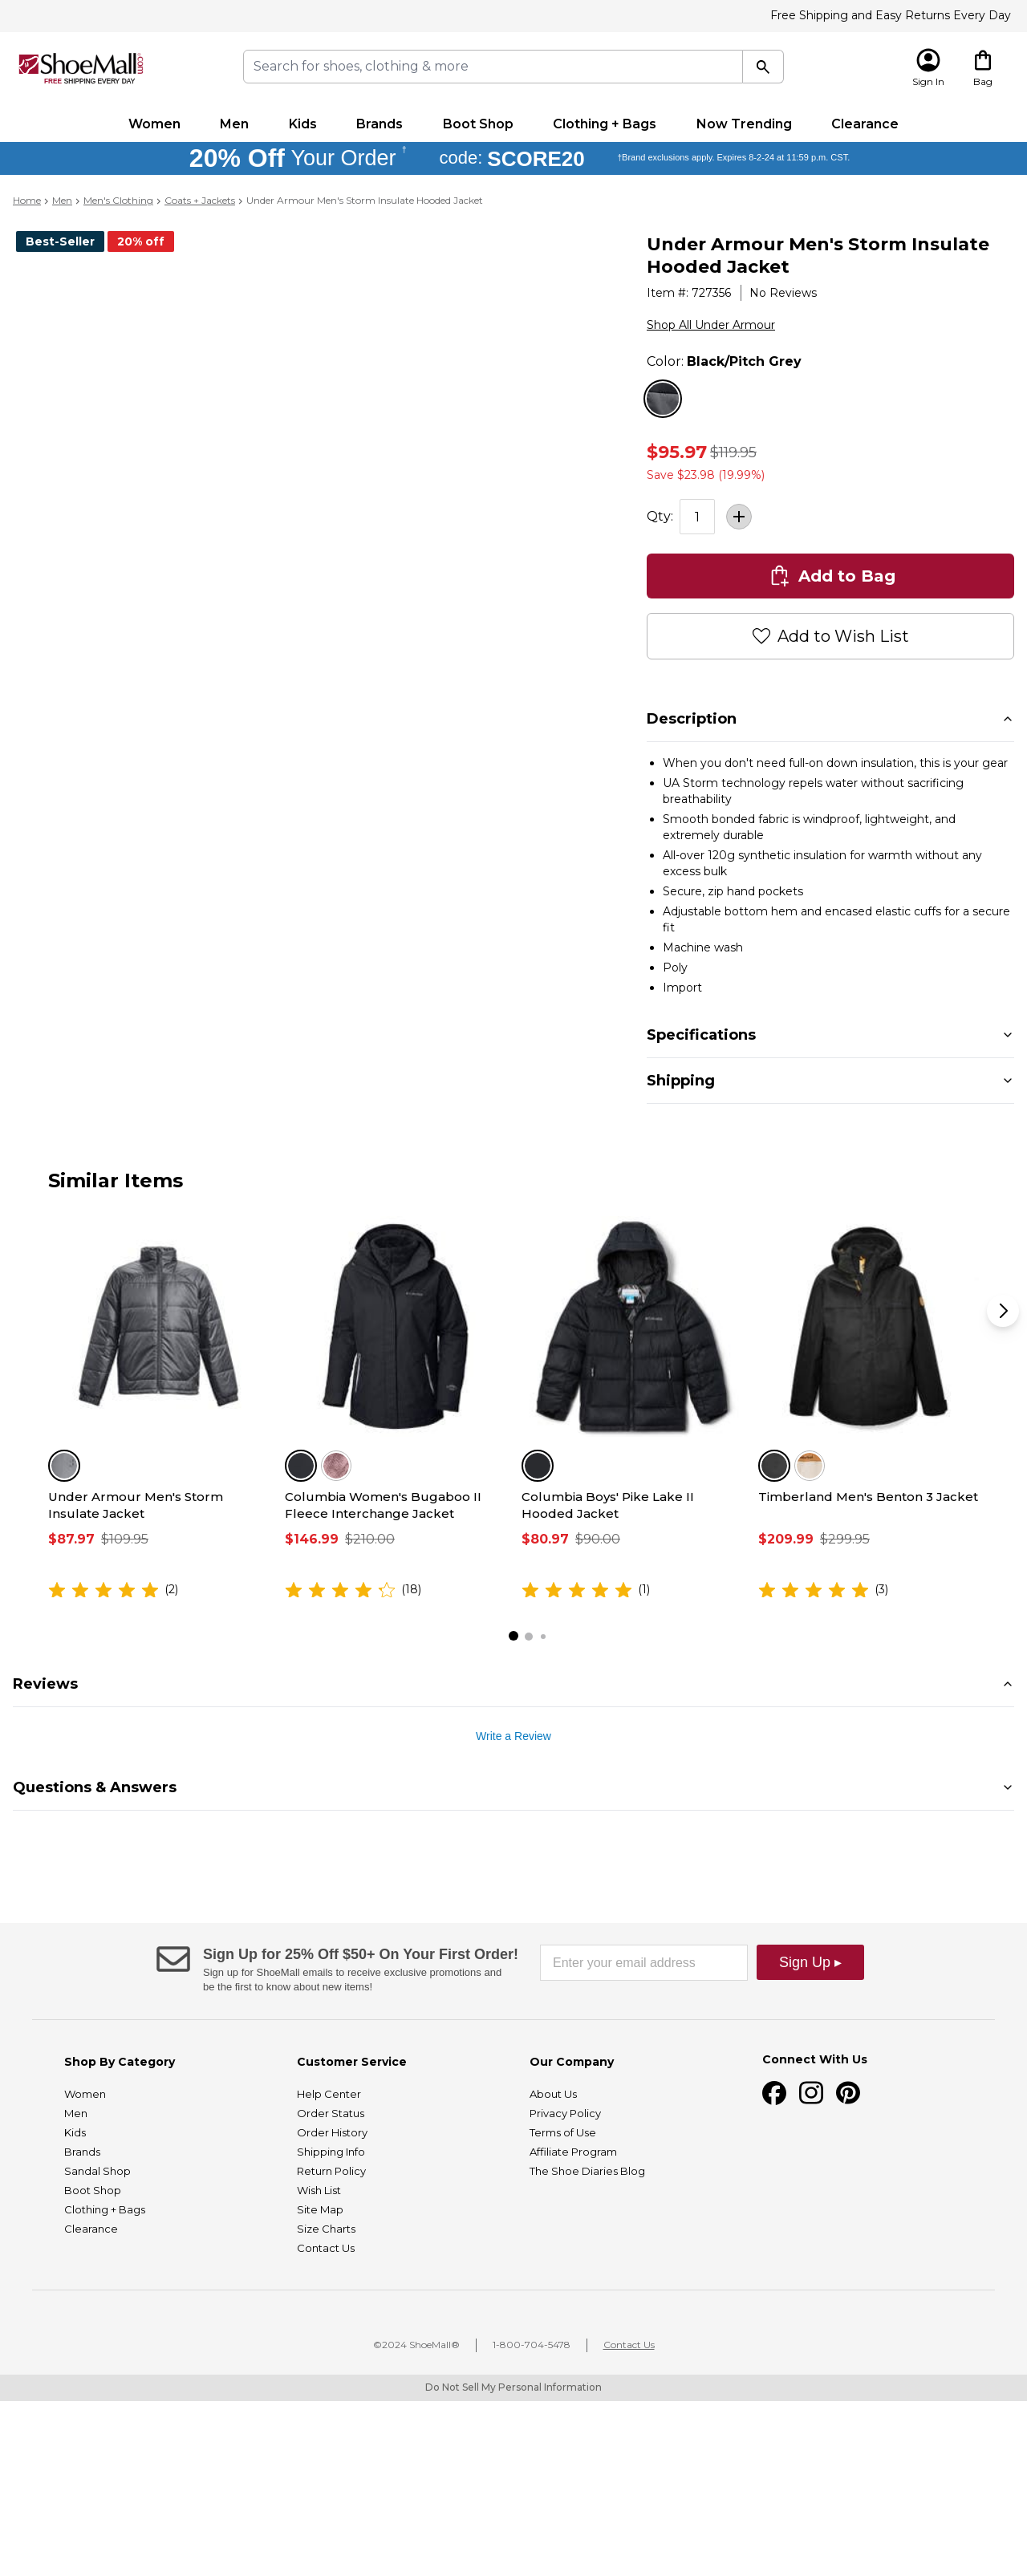 Free Shipping and Easy Returns Every Day
ShoeMall.com
FREE SHIPPING EVERY DAY
Search for shoes, clothing & more
Sign In
Bag
Women Men Kids Brands Boot Shop Clothing + Bags Now Trending Clearance
20% Off Your Order † code: SCORE20 †Brand exclusions apply. Expires 8-2-24 at 11:59 p.m. CST.
Home > Men > Men's Clothing > Coats + Jackets > Under Armour Men's Storm Insulate Hooded Jacket
Best-Seller 20% off
Under Armour Men's Storm Insulate
Hooded Jacket
Item #: 727356 No Reviews
Shop All Under Armour
Color: Black/Pitch Grey
$95.97 $119.95
Save $23.98 (19.99%)
Qty: 1 +
Add to Bag
Add to Wish List
Description
• When you don't need full-on down insulation, this is your gear
• UA Storm technology repels water without sacrificing
breathability
• Smooth bonded fabric is windproof, lightweight, and
extremely durable
• All-over 120g synthetic insulation for warmth without any
excess bulk
• Secure, zip hand pockets
• Adjustable bottom hem and encased elastic cuffs for a secure
fit
• Machine wash
• Poly
• Import
Specifications
Shipping
Similar Items
Under Armour Men's Storm
Insulate Jacket
$87.97 $109.95
(2)
Columbia Women's Bugaboo II
Fleece Interchange Jacket
$146.99 $210.00
(18)
Columbia Boys' Pike Lake II
Hooded Jacket
$80.97 $90.00
(1)
Timberland Men's Benton 3 Jacket
$209.99 $299.95
(3)
Reviews
Write a Review
Questions & Answers
Sign Up for 25% Off $50+ On Your First Order!
Sign up for ShoeMall emails to receive exclusive promotions and
be the first to know about new items!
Enter your email address
Sign Up ▸
Shop By Category
Women
Men
Kids
Brands
Sandal Shop
Boot Shop
Clothing + Bags
Clearance
Customer Service
Help Center
Order Status
Order History
Shipping Info
Return Policy
Wish List
Site Map
Size Charts
Contact Us
Our Company
About Us
Privacy Policy
Terms of Use
Affiliate Program
The Shoe Diaries Blog
Connect With Us
©2024 ShoeMall® 1-800-704-5478 Contact Us
Do Not Sell My Personal Information